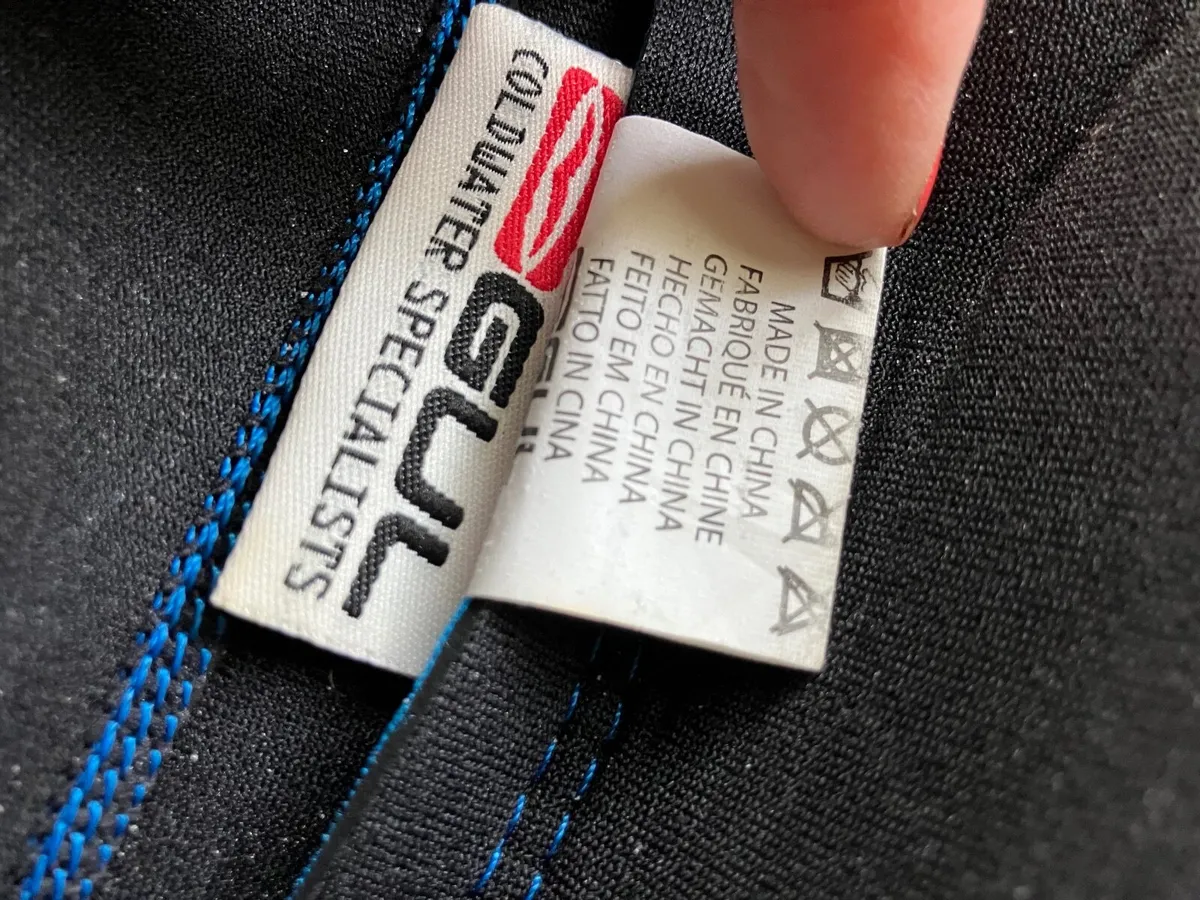 GUL
COLDWATER SPECIALISTS
MADE IN CHINA
FABRIQUÉ EN CHINE
GEMACHT IN CHINA
HECHO EN CHINA
FEITO EM CHINA
FATTO IN CINA